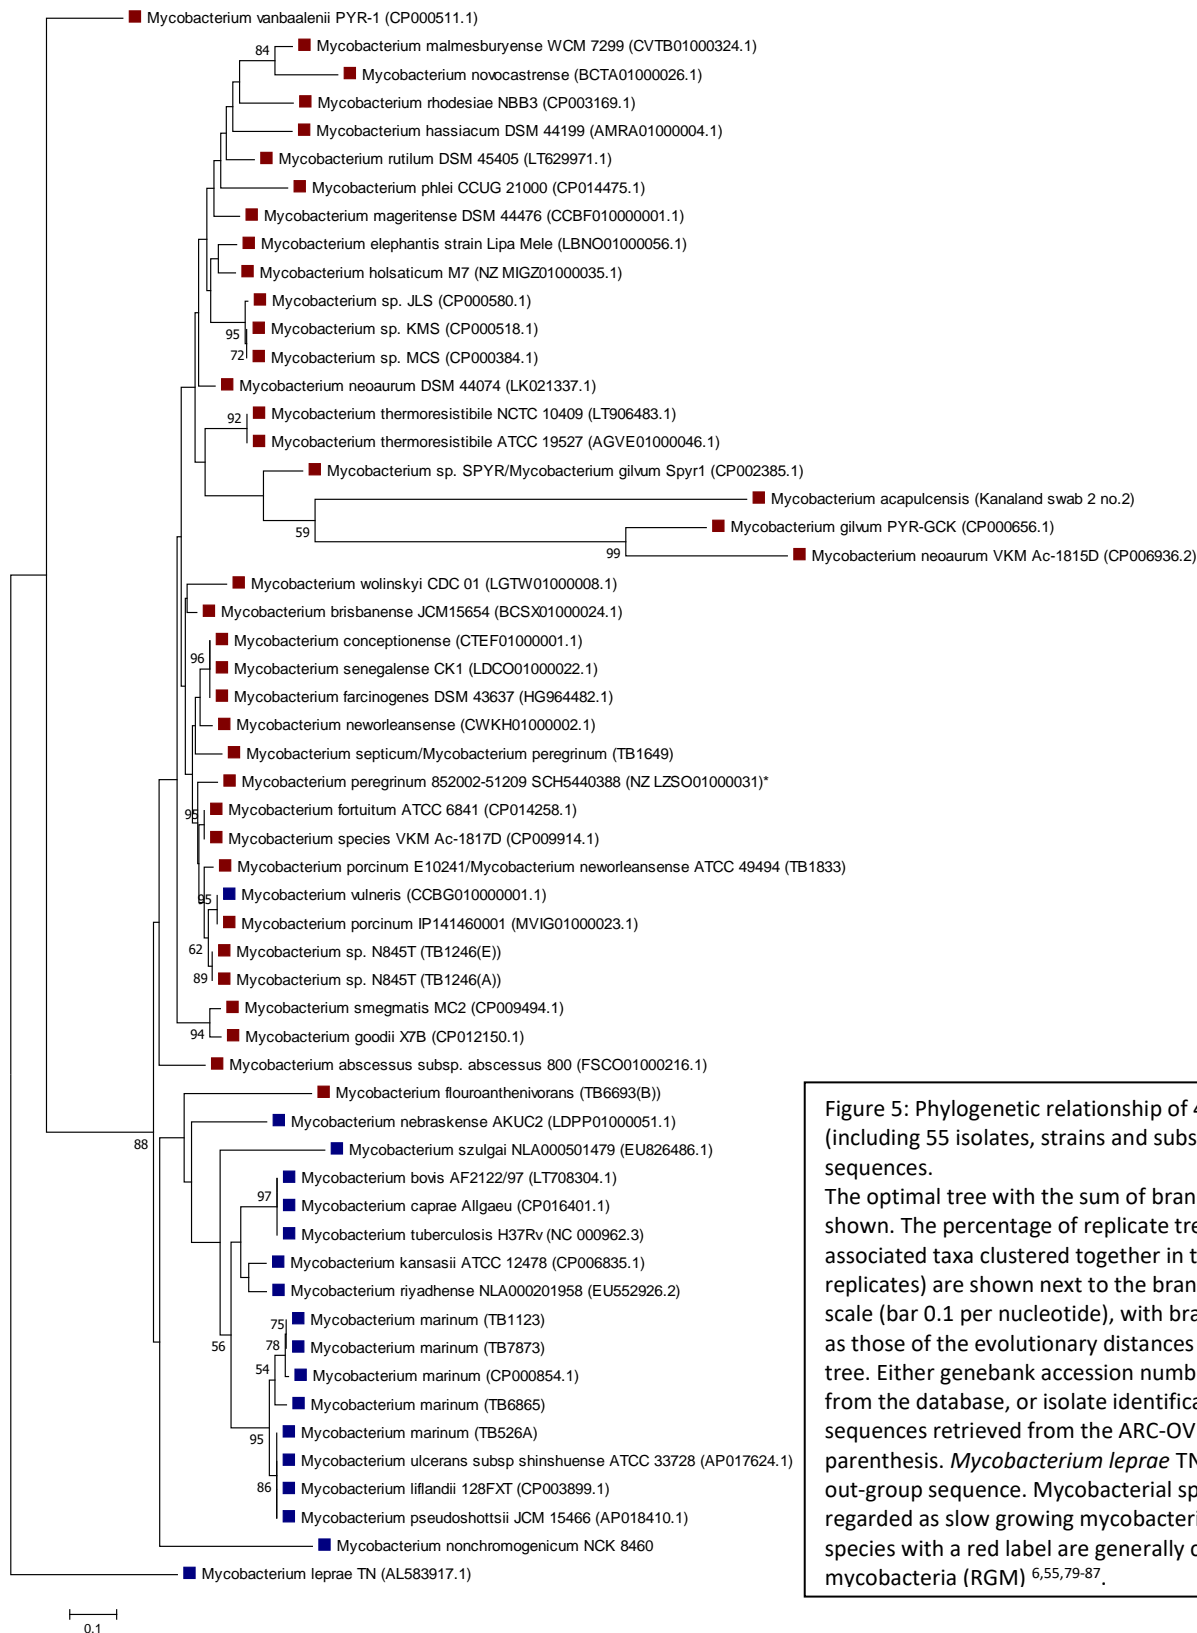 Mycobacterium vanbaalenii PYR-1 (CP000511.1)
Mycobacterium malmesburyense WCM 7299 (CVTB01000324.1)
84
Mycobacterium novocastrense (BCTA01000026.1)
Mycobacterium rhodesiae NBB3 (CP003169.1)
Mycobacterium hassiacum DSM 44199 (AMRA01000004.1)
Mycobacterium rutilum DSM 45405 (LT629971.1)
Mycobacterium phlei CCUG 21000 (CP014475.1)
Mycobacterium mageritense DSM 44476 (CCBF010000001.1)
Mycobacterium elephantis strain Lipa Mele (LBNO01000056.1)
Mycobacterium holsaticum M7 (NZ MIGZ01000035.1)
Mycobacterium sp. JLS (CP000580.1)
Mycobacterium sp. KMS (CP000518.1)
95
Mycobacterium sp. MCS (CP000384.1)
72
Mycobacterium neoaurum DSM 44074 (LK021337.1)
Mycobacterium thermoresistibile NCTC 10409 (LT906483.1)
92
Mycobacterium thermoresistibile ATCC 19527 (AGVE01000046.1)
Mycobacterium sp. SPYR/Mycobacterium gilvum Spyr1 (CP002385.1)
Mycobacterium acapulcensis (Kanaland swab 2 no.2)
59
Mycobacterium gilvum PYR-GCK (CP000656.1)
99
Mycobacterium neoaurum VKM Ac-1815D (CP006936.2)
Mycobacterium wolinskyi CDC 01 (LGTW01000008.1)
Mycobacterium brisbanense JCM15654 (BCSX01000024.1)
Mycobacterium conceptionense (CTEF01000001.1)
96
Mycobacterium senegalense CK1 (LDCO01000022.1)
Mycobacterium farcinogenes DSM 43637 (HG964482.1)
Mycobacterium neworleansense (CWKH01000002.1)
Mycobacterium septicum/Mycobacterium peregrinum (TB1649)
Mycobacterium peregrinum 852002-51209 SCH5440388 (NZ LZSO01000031)*
Mycobacterium fortuitum ATCC 6841 (CP014258.1)
95
Mycobacterium species VKM Ac-1817D (CP009914.1)
Mycobacterium porcinum E10241/Mycobacterium neworleansense ATCC 49494 (TB1833)
Mycobacterium vulneris (CCBG010000001.1)
95
Mycobacterium porcinum IP141460001 (MVIG01000023.1)
Mycobacterium sp. N845T (TB1246(E))
62
Mycobacterium sp. N845T (TB1246(A))
89
Mycobacterium smegmatis MC2 (CP009494.1)
Mycobacterium goodii X7B (CP012150.1)
94
Mycobacterium abscessus subsp. abscessus 800 (FSCO01000216.1)
Mycobacterium flouroanthenivorans (TB6693(B))
Mycobacterium nebraskense AKUC2 (LDPP01000051.1)
88
Mycobacterium szulgai NLA000501479 (EU826486.1)
Mycobacterium bovis AF2122/97 (LT708304.1)
97
Mycobacterium caprae Allgaeu (CP016401.1)
Mycobacterium tuberculosis H37Rv (NC 000962.3)
Mycobacterium kansasii ATCC 12478 (CP006835.1)
Mycobacterium riyadhense NLA000201958 (EU552926.2)
Mycobacterium marinum (TB1123)
75
56
Mycobacterium marinum (TB7873)
78
54
Mycobacterium marinum (CP000854.1)
Mycobacterium marinum (TB6865)
Mycobacterium marinum (TB526A)
95
Mycobacterium ulcerans subsp shinshuense ATCC 33728 (AP017624.1)
Mycobacterium liflandii 128FXT (CP003899.1)
86
Mycobacterium pseudoshottsii JCM 15466 (AP018410.1)
Mycobacterium nonchromogenicum NCK 8460
Mycobacterium leprae TN (AL583917.1)
0.1
Figure 5: Phylogenetic relationship of
(including 55 isolates, strains and subs
sequences.
The optimal tree with the sum of bran
shown. The percentage of replicate tre
associated taxa clustered together in t
replicates) are shown next to the bran
scale (bar 0.1 per nucleotide), with bra
as those of the evolutionary distances
tree. Either genebank accession numb
from the database, or isolate identifica
sequences retrieved from the ARC-OV
parenthesis. Mycobacterium leprae TN
out-group sequence. Mycobacterial sp
regarded as slow growing mycobacteri
species with a red label are generally c
mycobacteria (RGM) 6,55,79-87.